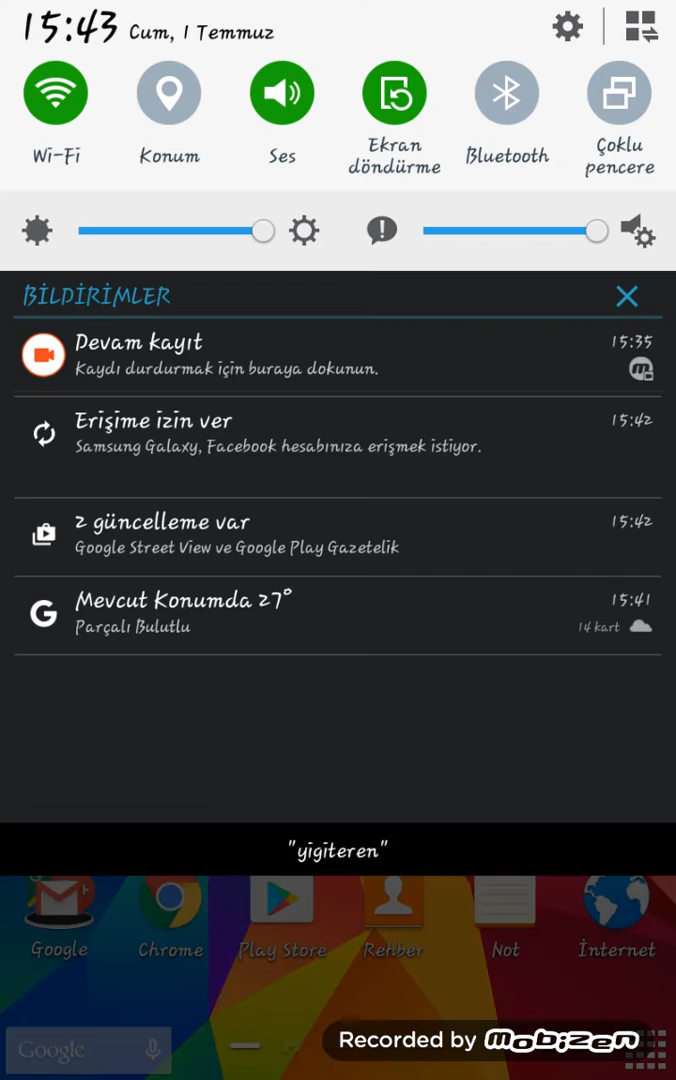 15:43 Cum, 1 Temmuz
Wi-Fi
Konum
Ses
Ekran döndürme
Bluetooth
Çoklu pencere
BİLDİRİMLER
Devam kayıt 15:35
Kaydı durdurmak için buraya dokunun.
Erişime izin ver 15:42
Samsung Galaxy, Facebook hesabınıza erişmek istiyor.
2 güncelleme var 15:42
Google Street View ve Google Play Gazetelik
Mevcut Konumda 27° 15:41
Parçalı Bulutlu 14 kart
"yigiteren"
Google Chrome Play Store Rehber Not İnternet
Google
Recorded by mobizen